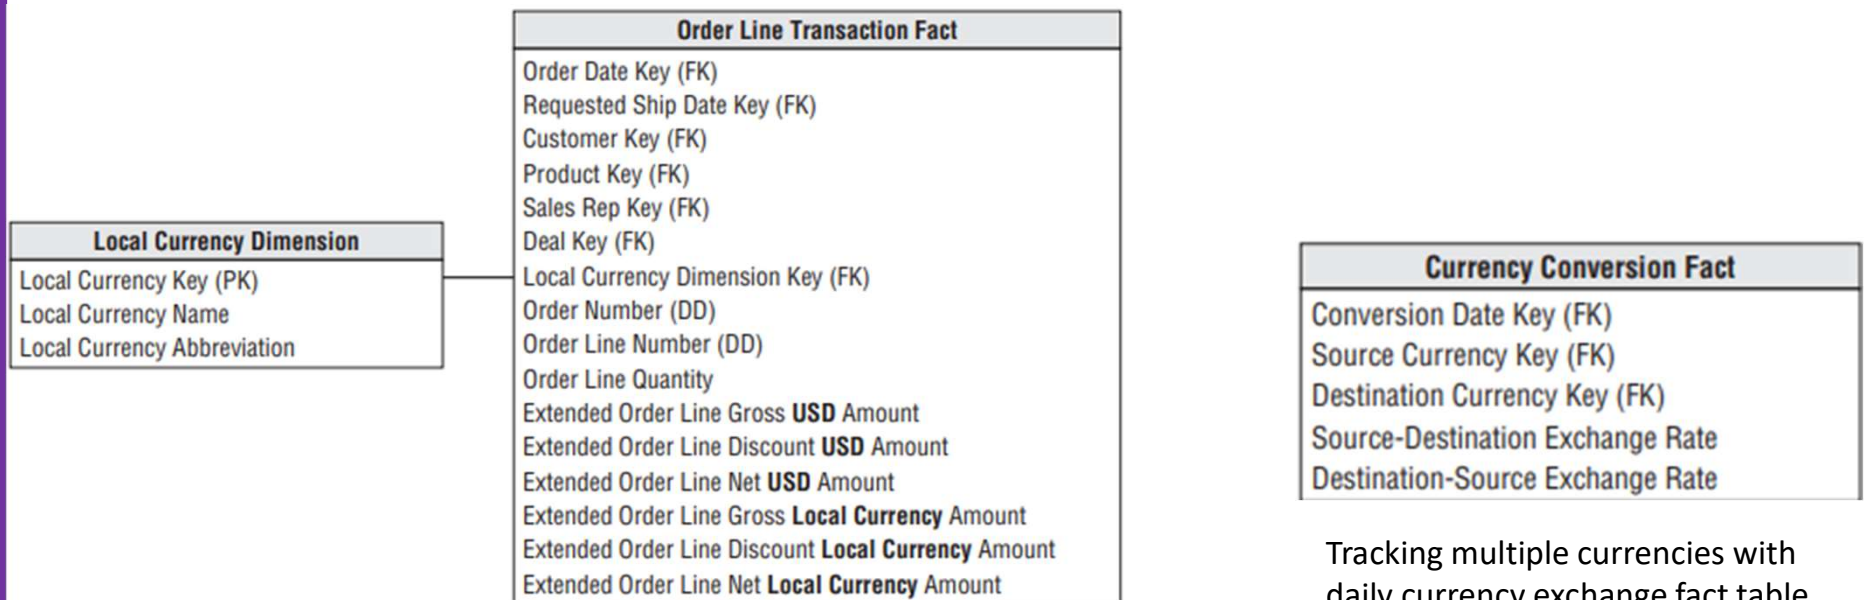 Order Line Transaction Fact
Order Date Key (FK)
Requested Ship Date Key (FK)
Customer Key (FK)
Product Key (FK)
Sales Rep Key (FK)
Deal Key (FK)
Local Currency Dimension Key (FK)
Order Number (DD)
Order Line Number (DD)
Order Line Quantity
Extended Order Line Gross USD Amount
Extended Order Line Discount USD Amount
Extended Order Line Net USD Amount
Extended Order Line Gross Local Currency Amount
Extended Order Line Discount Local Currency Amount
Extended Order Line Net Local Currency Amount
Local Currency Dimension
Local Currency Key (PK)
Local Currency Name
Local Currency Abbreviation
Currency Conversion Fact
Conversion Date Key (FK)
Source Currency Key (FK)
Destination Currency Key (FK)
Source-Destination Exchange Rate
Destination-Source Exchange Rate
Tracking multiple currencies with
daily currency exchange fact table